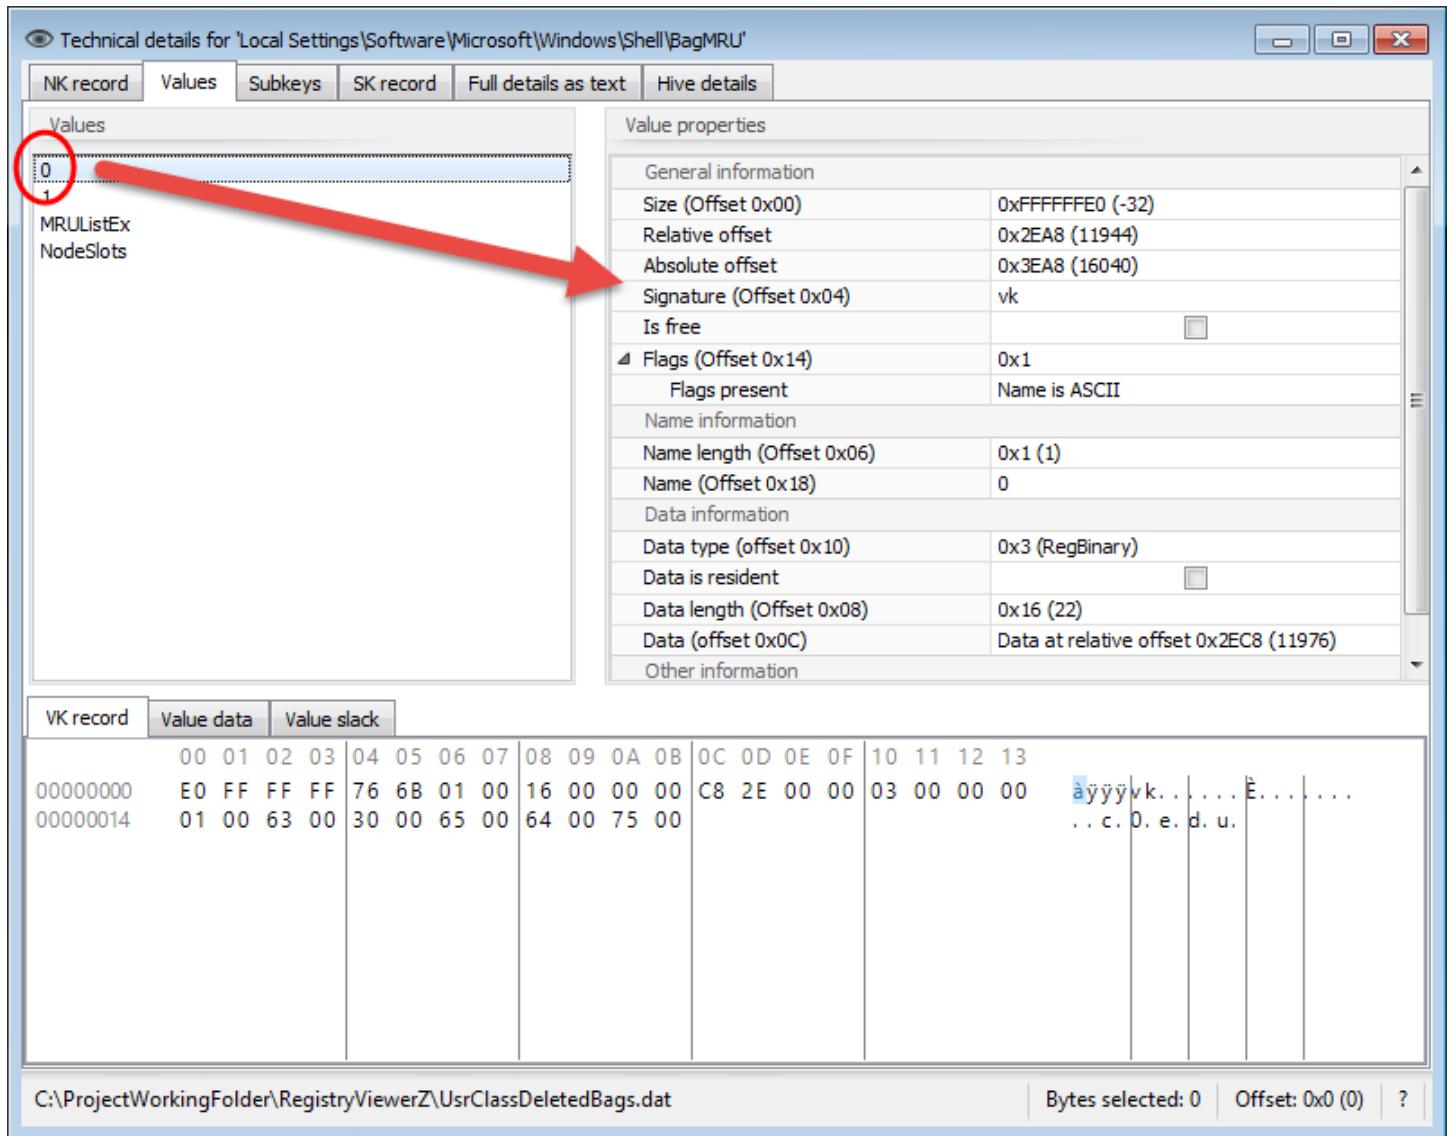 Technical details for 'Local Settings\Software\Microsoft\Windows\Shell\BagMRU'
NK record Values Subkeys SK record Full details as text Hive details
Values
0
1
MRUListEx
NodeSlots
Value properties
General information
Size (Offset 0x00) 0xFFFFFFE0 (-32)
Relative offset 0x2EA8 (11944)
Absolute offset 0x3EA8 (16040)
Signature (Offset 0x04) vk
Is free
Flags (Offset 0x14) 0x1
Flags present Name is ASCII
Name information
Name length (Offset 0x06) 0x1 (1)
Name (Offset 0x18) 0
Data information
Data type (offset 0x10) 0x3 (RegBinary)
Data is resident
Data length (Offset 0x08) 0x16 (22)
Data (offset 0x0C) Data at relative offset 0x2EC8 (11976)
Other information
VK record Value data Value slack
00 01 02 03 04 05 06 07 08 09 0A 0B 0C 0D 0E 0F 10 11 12 13
00000000 E0 FF FF FF 76 6B 01 00 16 00 00 00 C8 2E 00 00 03 00 00 00 àÿÿÿvk......È.......
00000014 01 00 63 00 30 00 65 00 64 00 75 00 ..c.0.e.d.u.
C:\ProjectWorkingFolder\RegistryViewerZ\UsrClassDeletedBags.dat Bytes selected: 0 Offset: 0x0 (0) ?